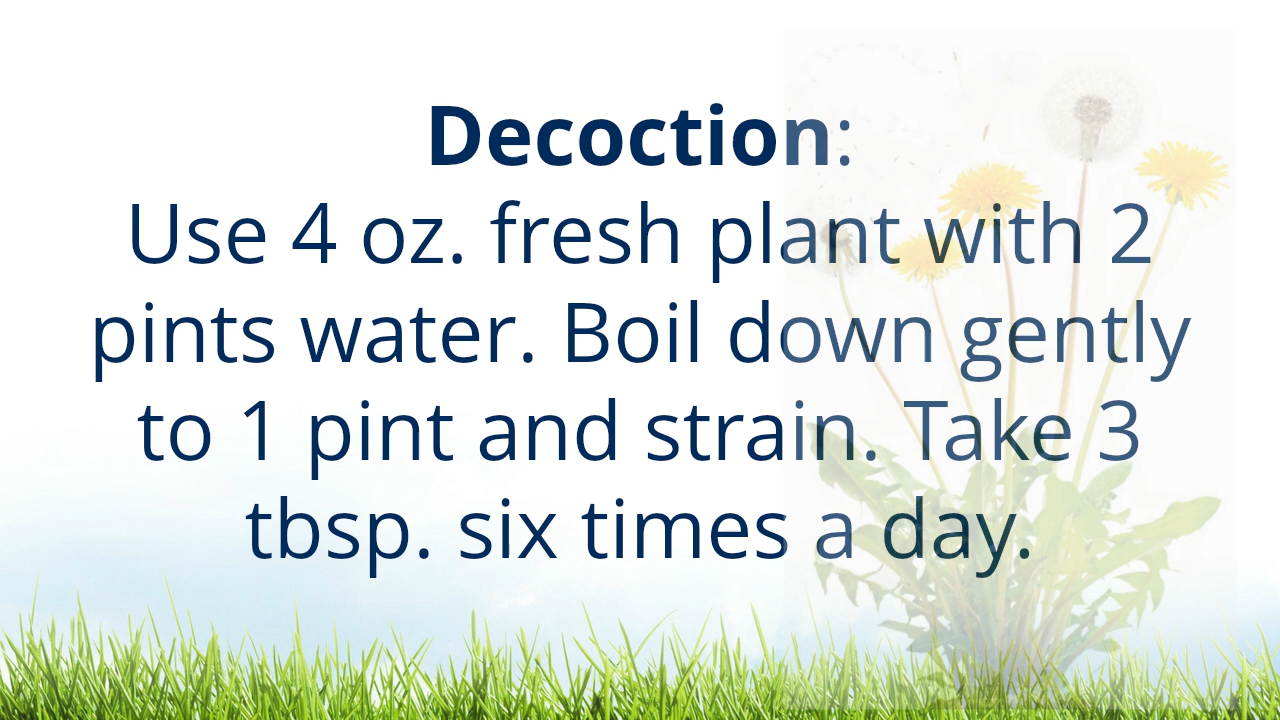 Decoction:
Use 4 oz. fresh plant with 2
pints water. Boil down gently
to 1 pint and strain. Take 3
tbsp. six times a day.